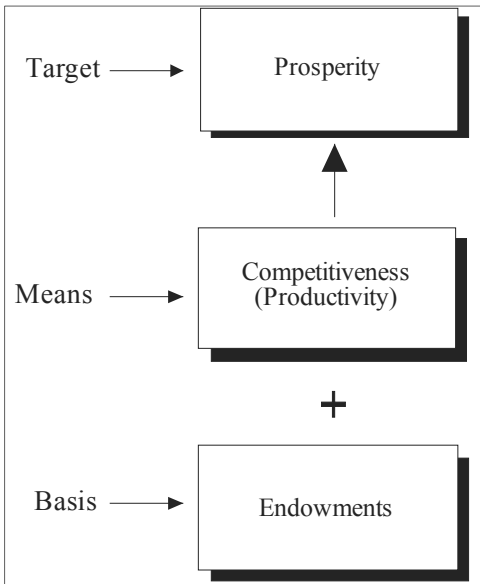 Target
Prosperity
Means
Competitiveness
(Productivity)
+
Basis
Endowments